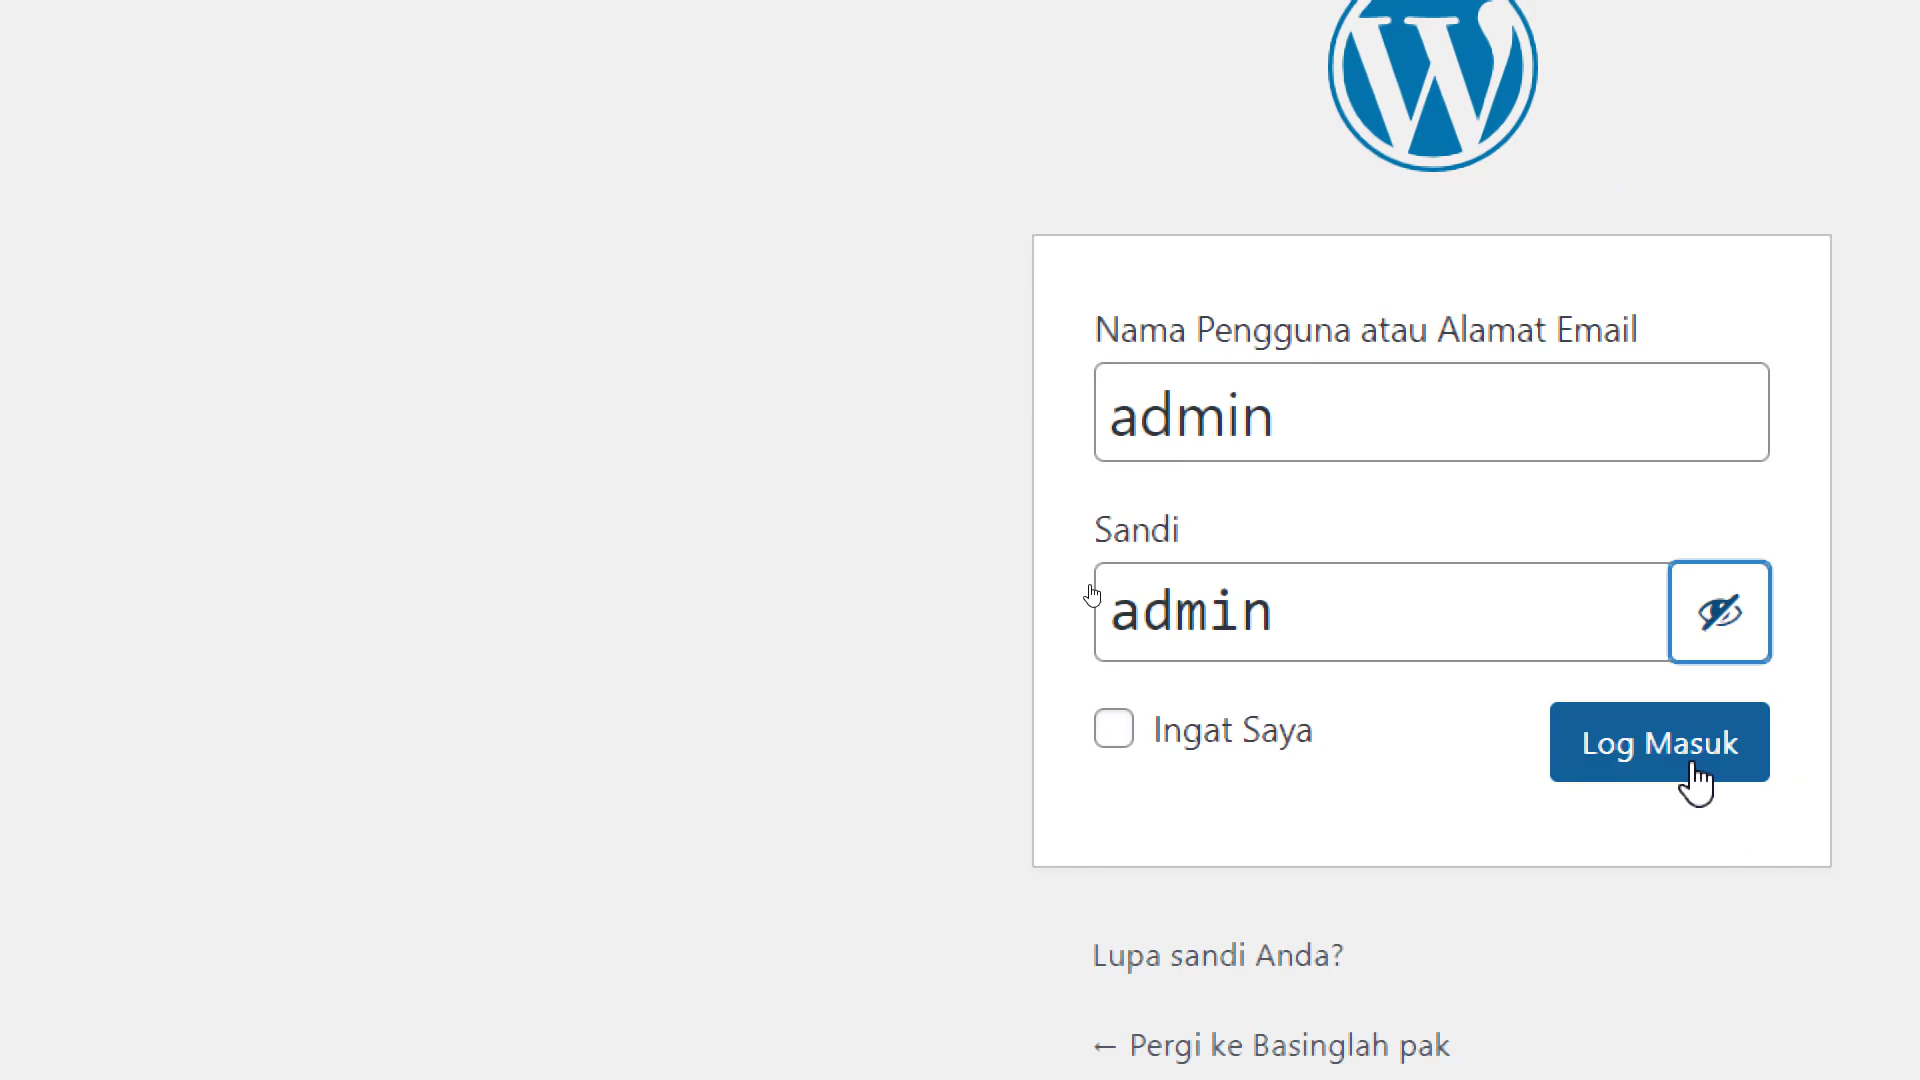 Nama Pengguna atau Alamat Email
admin
Sandi
admin
Ingat Saya
Log Masuk
Lupa sandi Anda?
← Pergi ke Basinglah pak